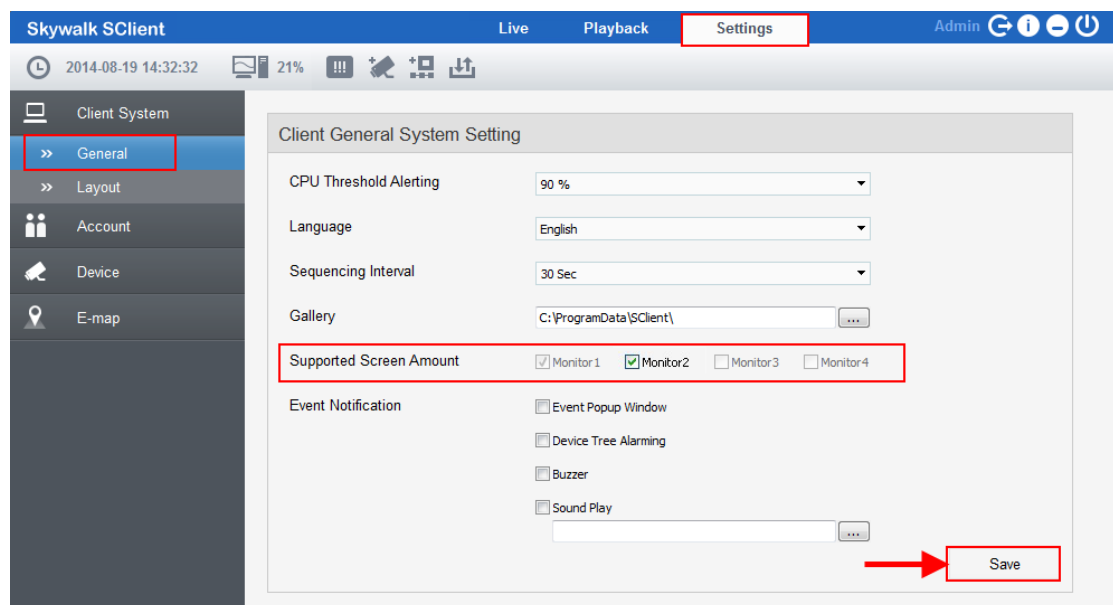 Skywalk SClient Live Playback Settings Admin
2014-08-19 14:32:32 21%
Client System
General
Layout
Account
Device
E-map
Client General System Setting
CPU Threshold Alerting 90 %
Language English
Sequencing Interval 30 Sec
Gallery C:\ProgramData\SClient\ ...
Supported Screen Amount Monitor1 Monitor2 Monitor3 Monitor4
Event Notification Event Popup Window
Device Tree Alarming
Buzzer
Sound Play
...
Save